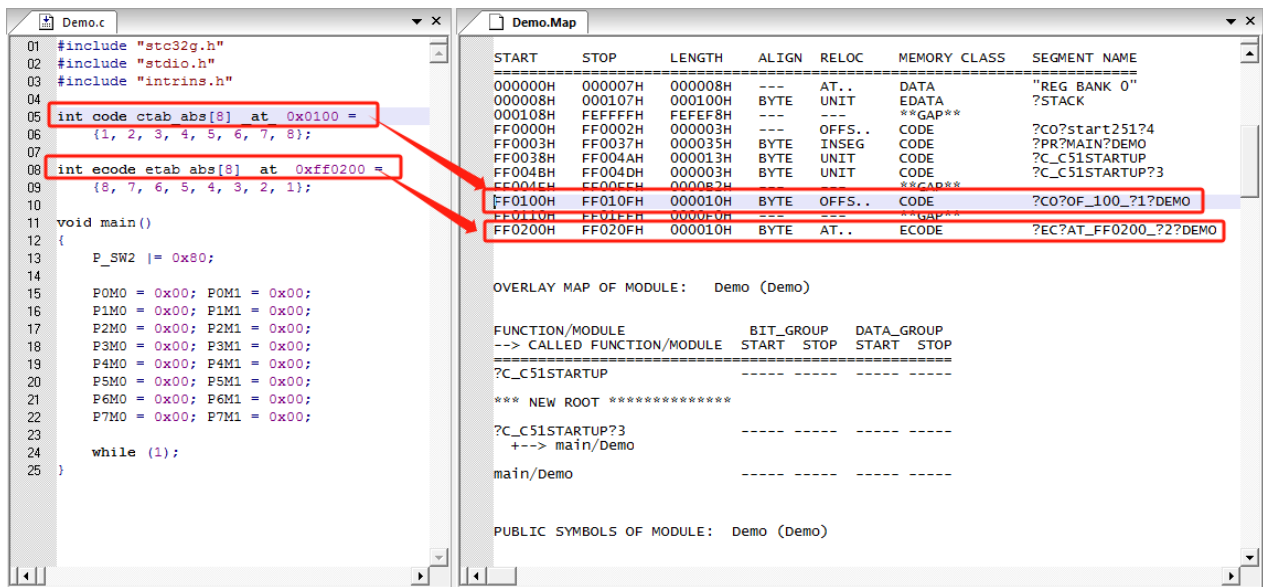 Demo.c
01 #include "stc32g.h"
02 #include "stdio.h"
03 #include "intrins.h"
04
05 int code ctab_abs[8] _at_ 0x0100 =
06 {1, 2, 3, 4, 5, 6, 7, 8};
07
08 int ecode etab_abs[8] _at_ 0xff0200 =
09 {8, 7, 6, 5, 4, 3, 2, 1};
10
11 void main()
12 {
13 P_SW2 |= 0x80;
14
15 P0M0 = 0x00; P0M1 = 0x00;
16 P1M0 = 0x00; P1M1 = 0x00;
17 P2M0 = 0x00; P2M1 = 0x00;
18 P3M0 = 0x00; P3M1 = 0x00;
19 P4M0 = 0x00; P4M1 = 0x00;
20 P5M0 = 0x00; P5M1 = 0x00;
21 P6M0 = 0x00; P6M1 = 0x00;
22 P7M0 = 0x00; P7M1 = 0x00;
23
24 while (1);
25 }
Demo.Map
START STOP LENGTH ALIGN RELOC MEMORY CLASS SEGMENT NAME
=========================================================================
000000H 000007H 000008H --- AT.. DATA "REG BANK 0"
000008H 000107H 000100H BYTE UNIT EDATA ?STACK
000108H FEFFFFH FEFEF8H --- --- **GAP**
FF0000H FF0002H 000003H --- OFFS.. CODE ?CO?start251?4
FF0003H FF0037H 000035H BYTE INSEG CODE ?PR?MAIN?DEMO
FF0038H FF004AH 000013H BYTE UNIT CODE ?C_C51STARTUP
FF004BH FF004DH 000003H BYTE UNIT CODE ?C_C51STARTUP?3
FF004EH FF00FFH 0000B2H --- --- **GAP**
FF0100H FF010FH 000010H BYTE OFFS.. CODE ?CO?OF_100_?1?DEMO
FF0110H FF01FFH 0000F0H --- --- **GAP**
FF0200H FF020FH 000010H BYTE AT.. ECODE ?EC?AT_FF0200_?2?DEMO
OVERLAY MAP OF MODULE: Demo (Demo)
FUNCTION/MODULE BIT_GROUP DATA_GROUP
--> CALLED FUNCTION/MODULE START STOP START STOP
====================================================
?C_C51STARTUP ----- ----- ----- -----
*** NEW ROOT **************
?C_C51STARTUP?3 ----- ----- ----- -----
+--> main/Demo
main/Demo ----- ----- ----- -----
PUBLIC SYMBOLS OF MODULE: Demo (Demo)